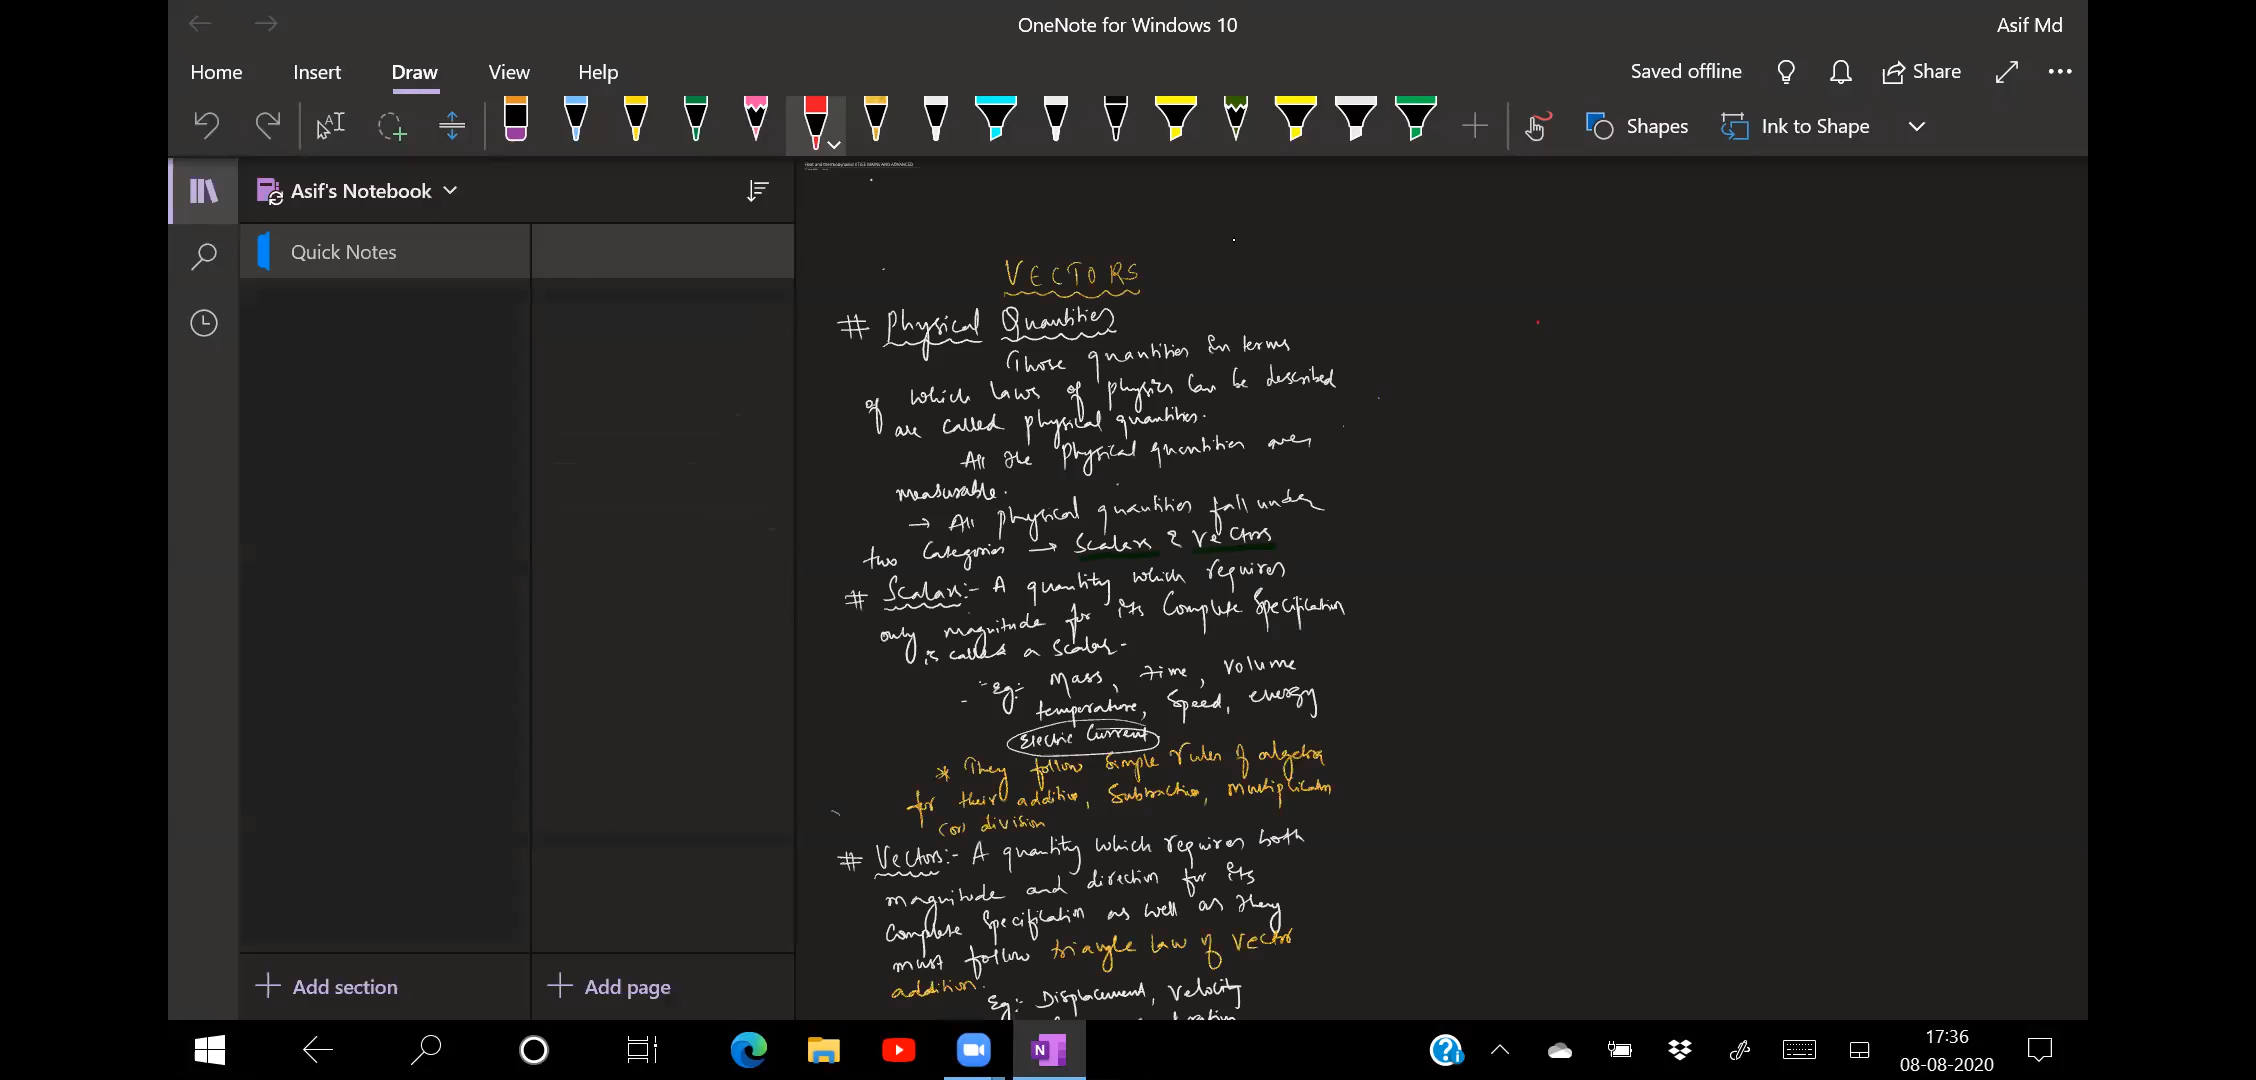 OneNote for Windows 10
Asif Md
Home Insert Draw View Help
Saved offline
Share
Shapes
Ink to Shape
Asif's Notebook
Quick Notes
VECTORS
# Physical Quantities
Those quantities in terms
of which laws of physics can be described
are called physical quantities.
All the physical quantities are
measurable.
→ All physical quantities fall under
two Categories → Scalars & Vectors
# Scalars:- A quantity which requires
only magnitude for its Complete Specification
is called a Scalar-
Eg:- Mass, time, volume
temperature, Speed, energy
Electric Current
* They follow simple rules of algebra
for their addition, Subtraction, multiplication
(or) division
# Vectors:- A quantity which requires both
magnitude and direction for its
Complete Specification as well as they
must follow triangle law of vector
addition.
Eg:- Displacement, velocity
Add section
Add page
17:36
08-08-2020